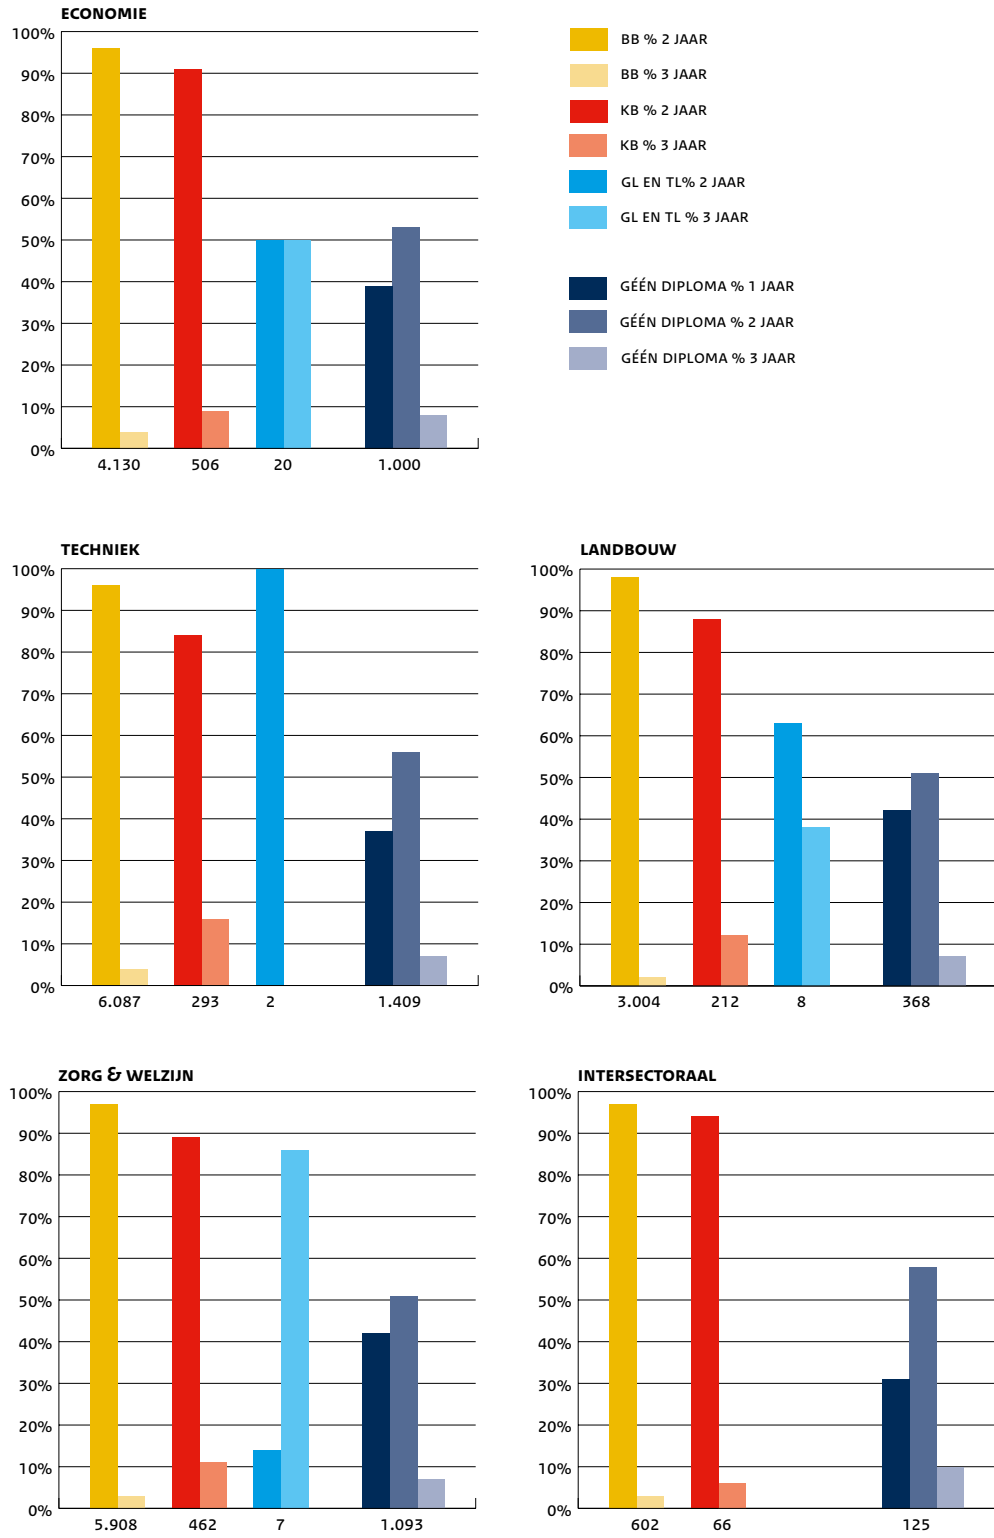 ECONOMIE
100%
90%
80%
70%
60%
50%
40%
30%
20%
10%
0%
4.130 506 20 1.000
BB % 2 JAAR
BB % 3 JAAR
KB % 2 JAAR
KB % 3 JAAR
GL EN TL% 2 JAAR
GL EN TL % 3 JAAR
GÉÉN DIPLOMA % 1 JAAR
GÉÉN DIPLOMA % 2 JAAR
GÉÉN DIPLOMA % 3 JAAR
TECHNIEK
100%
90%
80%
70%
60%
50%
40%
30%
20%
10%
0%
6.087 293 2 1.409
LANDBOUW
100%
90%
80%
70%
60%
50%
40%
30%
20%
10%
0%
3.004 212 8 368
ZORG & WELZIJN
100%
90%
80%
70%
60%
50%
40%
30%
20%
10%
0%
5.908 462 7 1.093
INTERSECTORAAL
100%
90%
80%
70%
60%
50%
40%
30%
20%
10%
0%
602 66 125